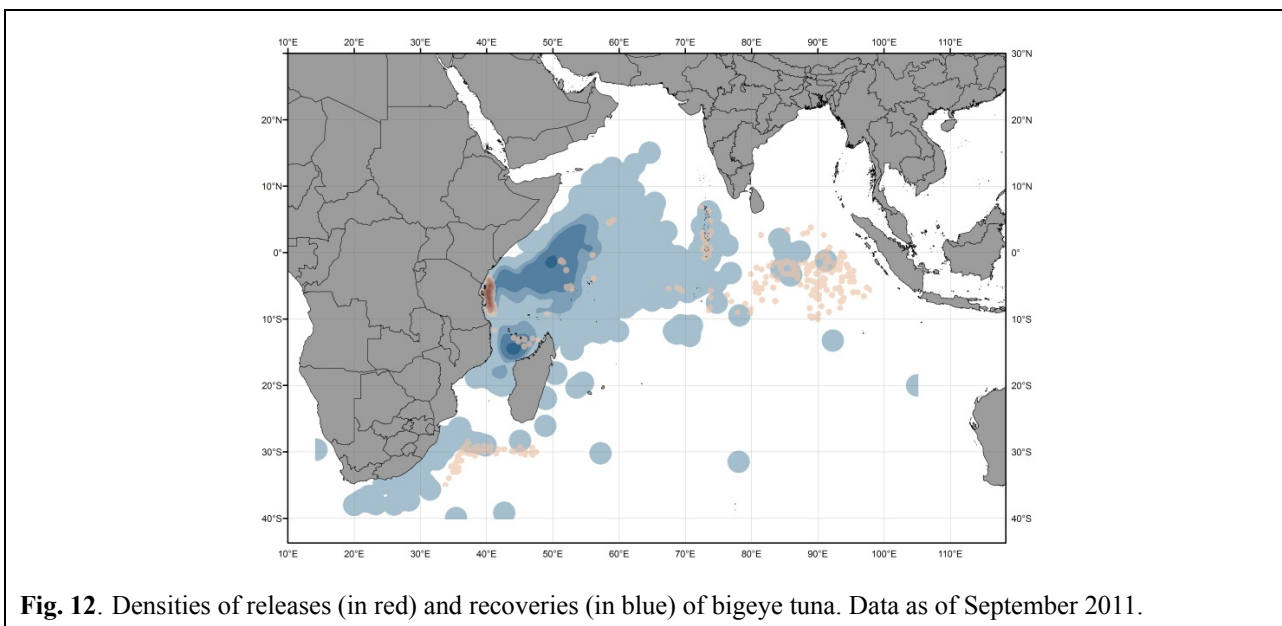 10°E 20°E 30°E 40°E 50°E 60°E 70°E 80°E 90°E 100°E 110°E
30°N 30°N
20°N 20°N
10°N 10°N
0° 0°
10°S 10°S
20°S 20°S
30°S 30°S
40°S 40°S
10°E 20°E 30°E 40°E 50°E 60°E 70°E 80°E 90°E 100°E 110°E
Fig. 12. Densities of releases (in red) and recoveries (in blue) of bigeye tuna. Data as of September 2011.